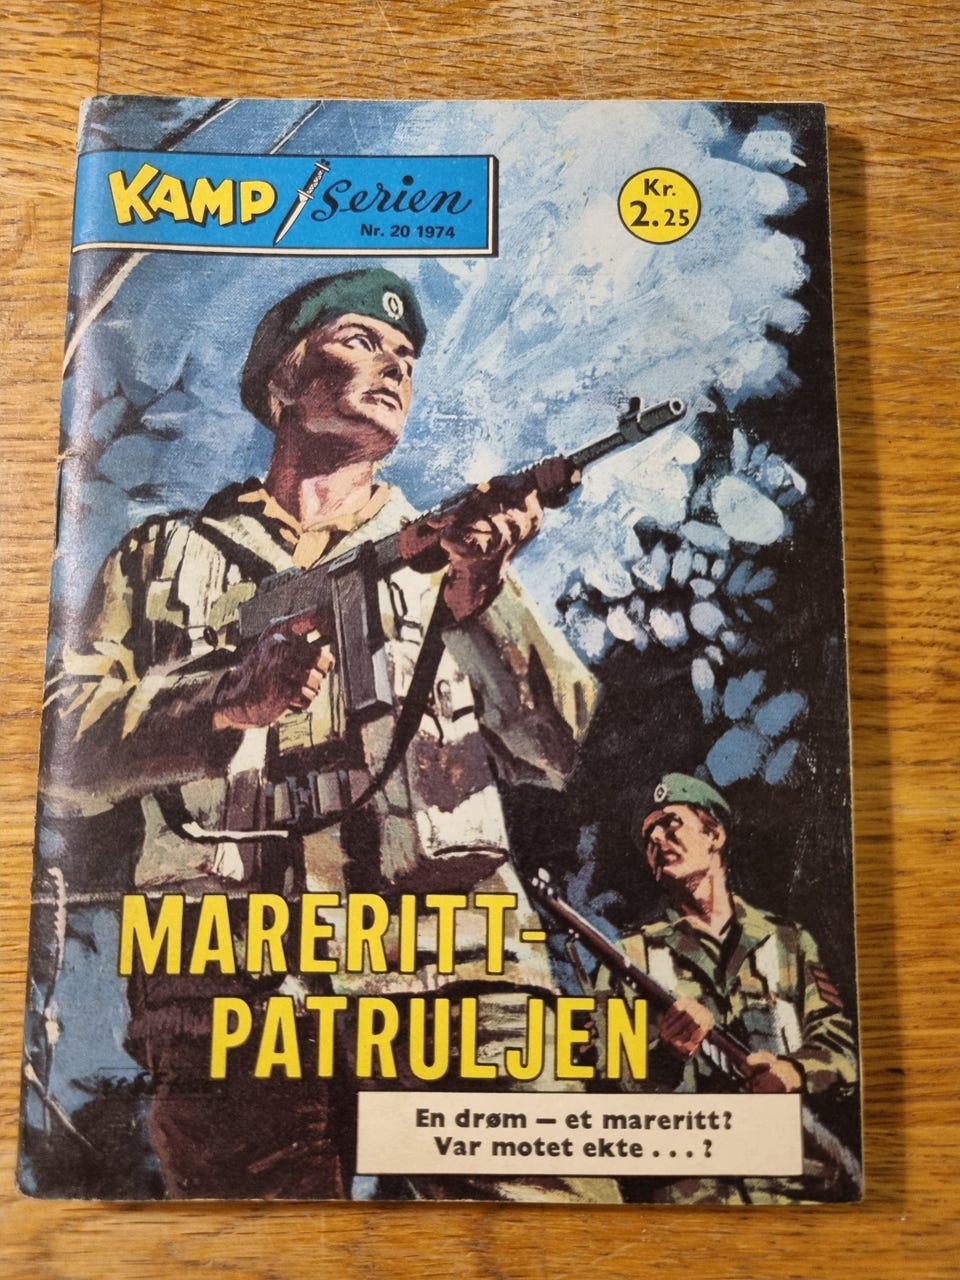 KAMP serien
Nr. 20 1974
Kr.
2.25
MARERITT-
PATRULJEN
En drøm — et mareritt?
Var motet ekte . . . ?